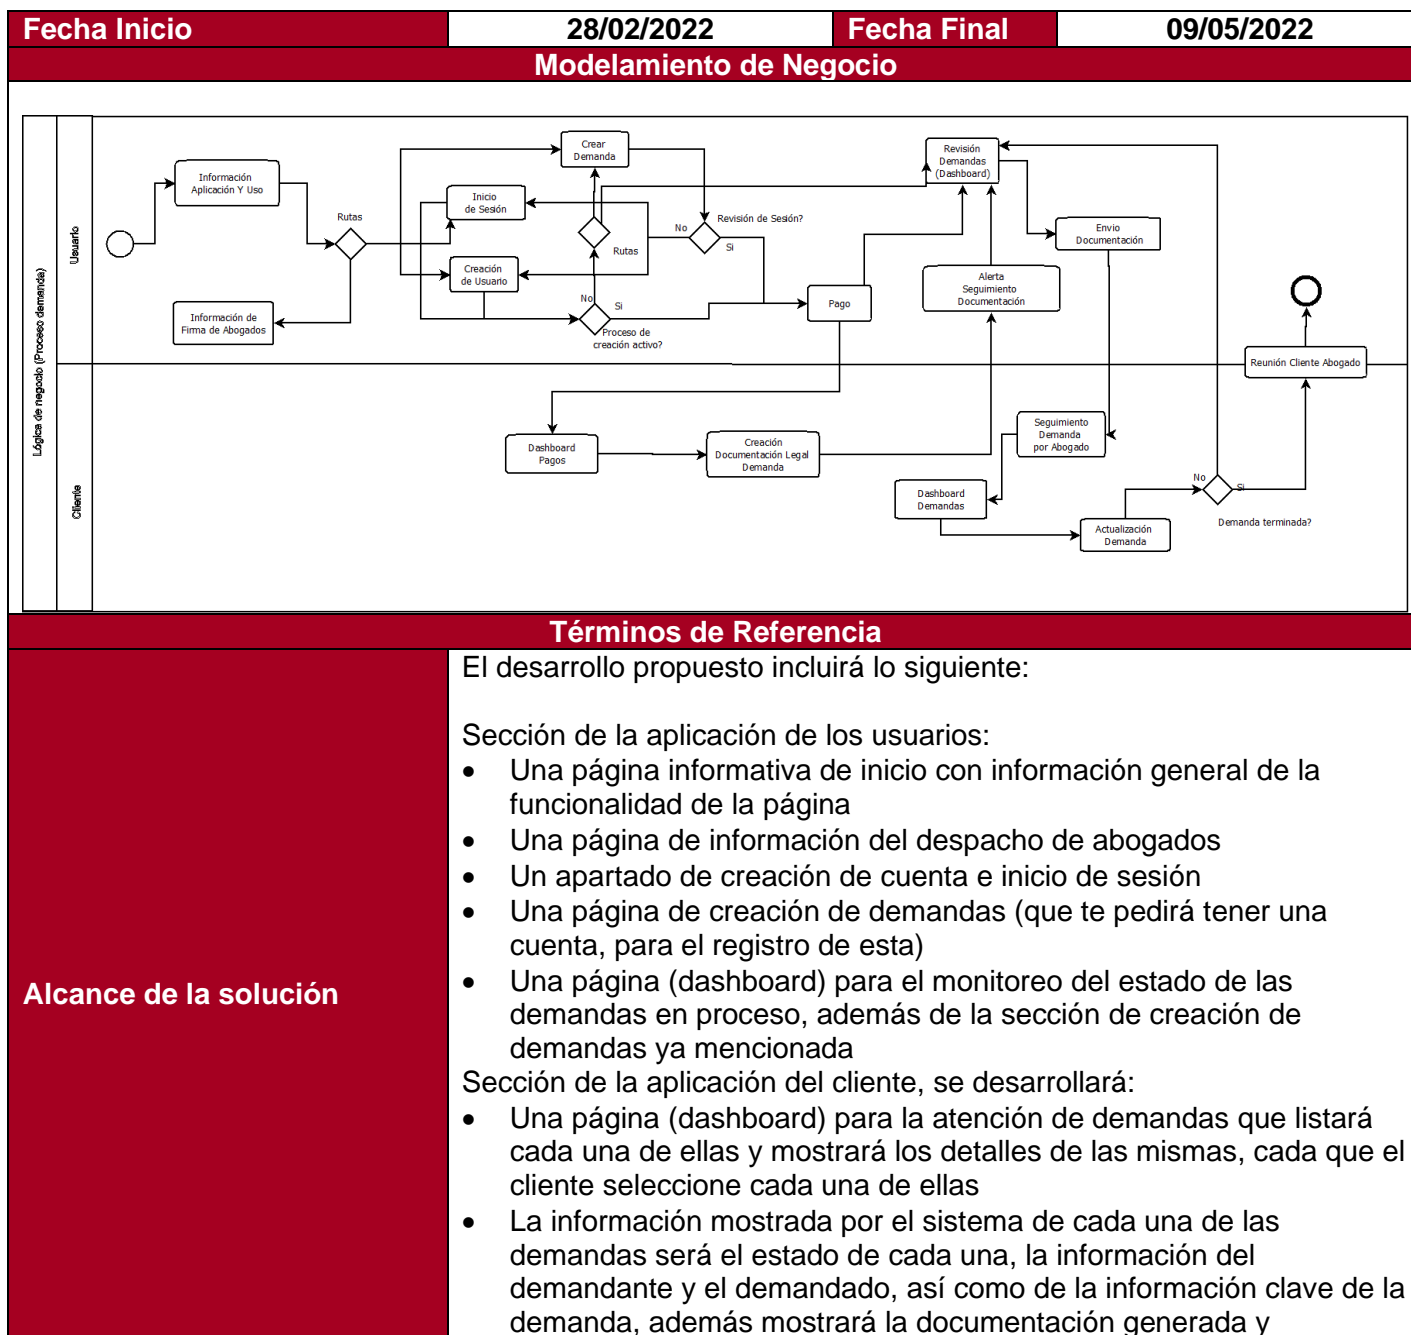 Fecha Inicio 28/02/2022 Fecha Final 09/05/2022
Modelamiento de Negocio
Lógica de negocio (Proceso demanda)
Usuario
Cliente
Información
Aplicación Y Uso
Rutas
Información de
Firma de Abogados
Inicio
de Sesión
Creación
de Usuario
Crear
Demanda
Rutas
No
Si
Proceso de
creación activo?
Revisión de Sesión?
No
Si
Pago
Revisión
Demandas
(Dashboard)
Envio
Documentación
Alerta
Seguimiento
Documentación
Reunión Cliente Abogado
Dashboard
Pagos
Creación
Documentación Legal
Demanda
Seguimiento
Demanda
por Abogado
Dashboard
Demandas
Actualización
Demanda
No
Si
Demanda terminada?
Términos de Referencia
Alcance de la solución
El desarrollo propuesto incluirá lo siguiente:
Sección de la aplicación de los usuarios:
• Una página informativa de inicio con información general de la
funcionalidad de la página
• Una página de información del despacho de abogados
• Un apartado de creación de cuenta e inicio de sesión
• Una página de creación de demandas (que te pedirá tener una
cuenta, para el registro de esta)
• Una página (dashboard) para el monitoreo del estado de las
demandas en proceso, además de la sección de creación de
demandas ya mencionada
Sección de la aplicación del cliente, se desarrollará:
• Una página (dashboard) para la atención de demandas que listará
cada una de ellas y mostrará los detalles de las mismas, cada que el
cliente seleccione cada una de ellas
• La información mostrada por el sistema de cada una de las
demandas será el estado de cada una, la información del
demandante y el demandado, así como de la información clave de la
demanda, además mostrará la documentación generada y